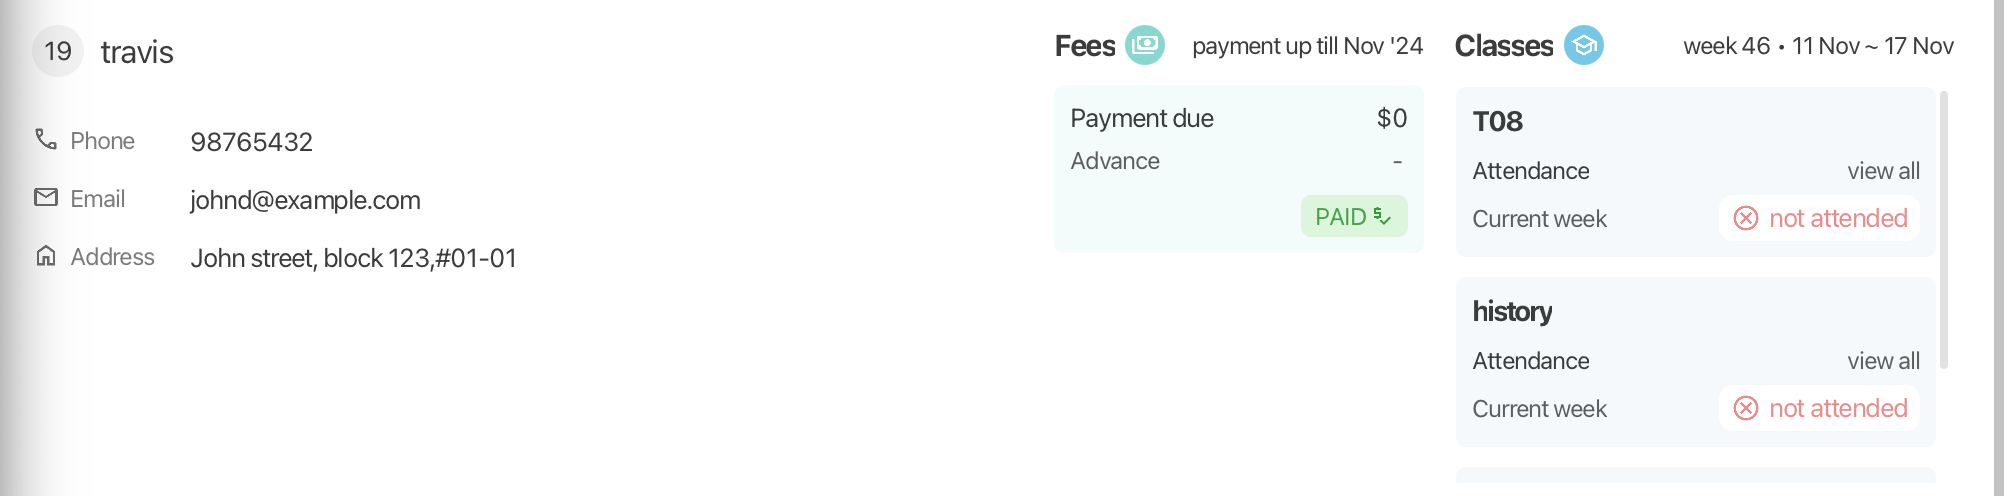 19 travis
Phone 98765432
Email johnd@example.com
Address John street, block 123,#01-01
Fees payment up till Nov '24
Payment due $0
Advance -
PAID
Classes week 46 • 11 Nov ~ 17 Nov
T08
Attendance view all
Current week not attended
history
Attendance view all
Current week not attended